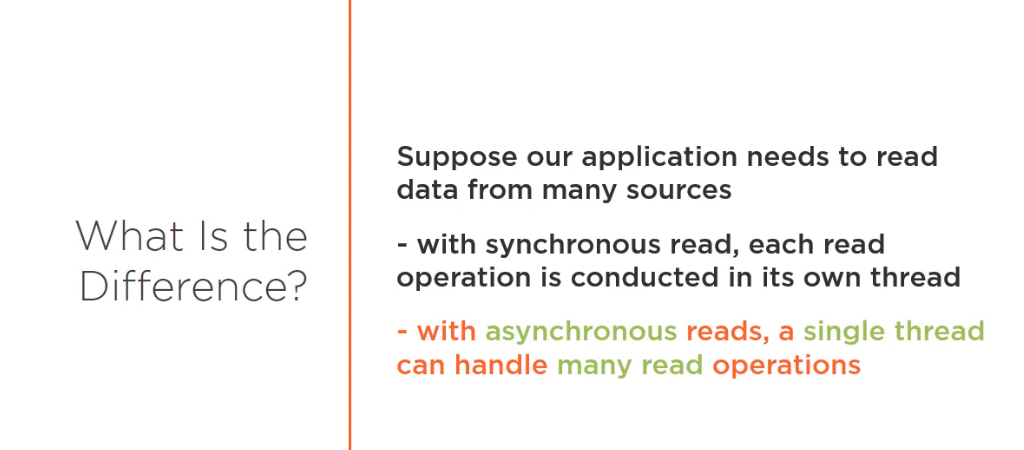 What Is the
Difference?
Suppose our application needs to read
data from many sources
- with synchronous read, each read
operation is conducted in its own thread
- with asynchronous reads, a single thread
can handle many read operations